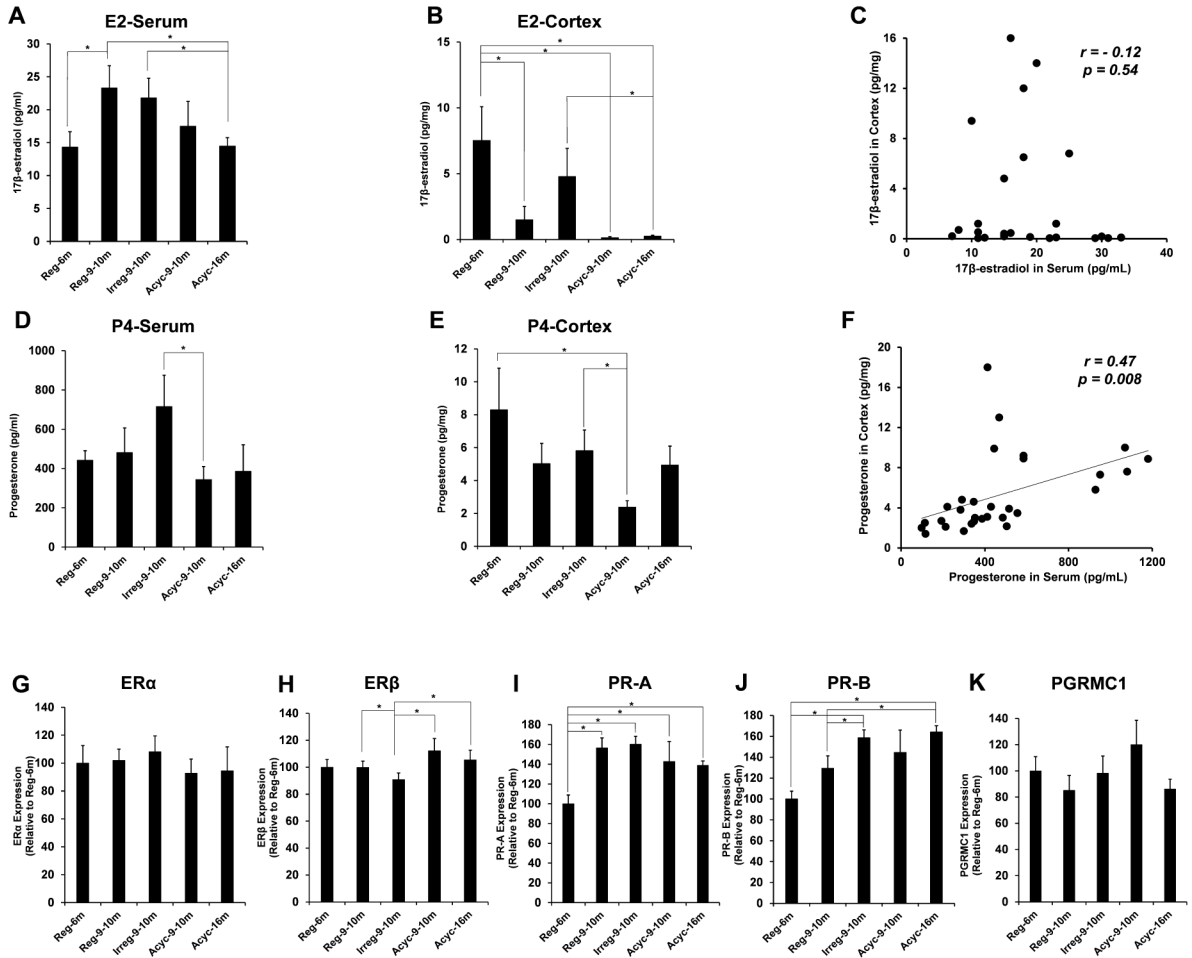 A
E2-Serum
17β-estradiol (pg/ml)
30
25
20
15
10
5
0
*
*
*
Reg-6m
Reg-9-10m
Irreg-9-10m
Acyc-9-10m
Acyc-16m
B
E2-Cortex
17β-estradiol (pg/mg)
15
10
5
0
*
*
*
*
Reg-6m
Reg-9-10m
Irreg-9-10m
Acyc-9-10m
Acyc-16m
C
r = - 0.12
p = 0.54
17β-estradiol in Cortex (pg/mg)
16
12
8
4
0
0
10
20
30
40
17β-estradiol in Serum (pg/mL)
D
P4-Serum
Progesterone (pg/ml)
1000
800
600
400
200
0
*
Reg-6m
Reg-9-10m
Irreg-9-10m
Acyc-9-10m
Acyc-16m
E
P4-Cortex
Progesterone (pg/mg)
12
10
8
6
4
2
0
*
*
Reg-6m
Reg-9-10m
Irreg-9-10m
Acyc-9-10m
Acyc-16m
F
r = 0.47
p = 0.008
Progesterone in Cortex (pg/mg)
20
16
12
8
4
0
0
400
800
1200
Progesterone in Serum (pg/mL)
G
ERα
ERα Expression
(Relative to Reg-6m)
140
120
100
80
60
40
20
0
Reg-6m
Reg-9-10m
Irreg-9-10m
Acyc-9-10m
Acyc-16m
H
ERβ
ERβ Expression
(Relative to Reg-6m)
140
120
100
80
60
40
20
0
*
*
*
Reg-6m
Reg-9-10m
Irreg-9-10m
Acyc-9-10m
Acyc-16m
I
PR-A
PR-A Expression
(Relative to Reg-6m)
200
180
160
140
120
100
80
60
40
20
0
*
*
*
*
Reg-6m
Reg-9-10m
Irreg-9-10m
Acyc-9-10m
Acyc-16m
J
PR-B
PR-B Expression
(Relative to Reg-6m)
200
180
160
140
120
100
80
60
40
20
0
*
*
*
*
Reg-6m
Reg-9-10m
Irreg-9-10m
Acyc-9-10m
Acyc-16m
K
PGRMC1
PGRMC1 Expression
(Relative to Reg-6m)
160
140
120
100
80
60
40
20
0
Reg-6m
Reg-9-10m
Irreg-9-10m
Acyc-9-10m
Acyc-16m